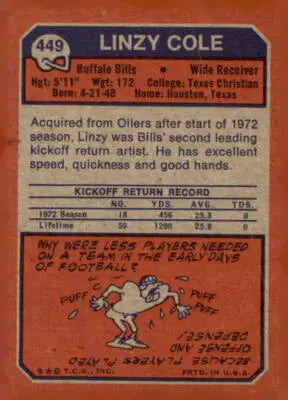 449
LINZY COLE
Buffalo Bills • Wide Receiver
Hgt: 5'11" Wgt: 172 College: Texas Christian
Born: 4-21-48 Home: Houston, Texas
Acquired from Oilers after start of 1972
season, Linzy was Bills' second leading
kickoff return artist. He has excellent
speed, quickness and good hands.
KICKOFF RETURN RECORD
NO. YDS. AVG. TDS.
1972 Season 18 456 25.3 0
Lifetime 50 1290 25.8 0
WHY WERE LESS PLAYERS NEEDED
ON A TEAM IN THE EARLY DAYS
OF FOOTBALL?
PUFF
PUFF
PUFF
BECAUSE PLAYERS PLAYED
OFFENSE AND
DEFENSE!
★★© T.C.G., INC. PRTD. IN U.S.A.